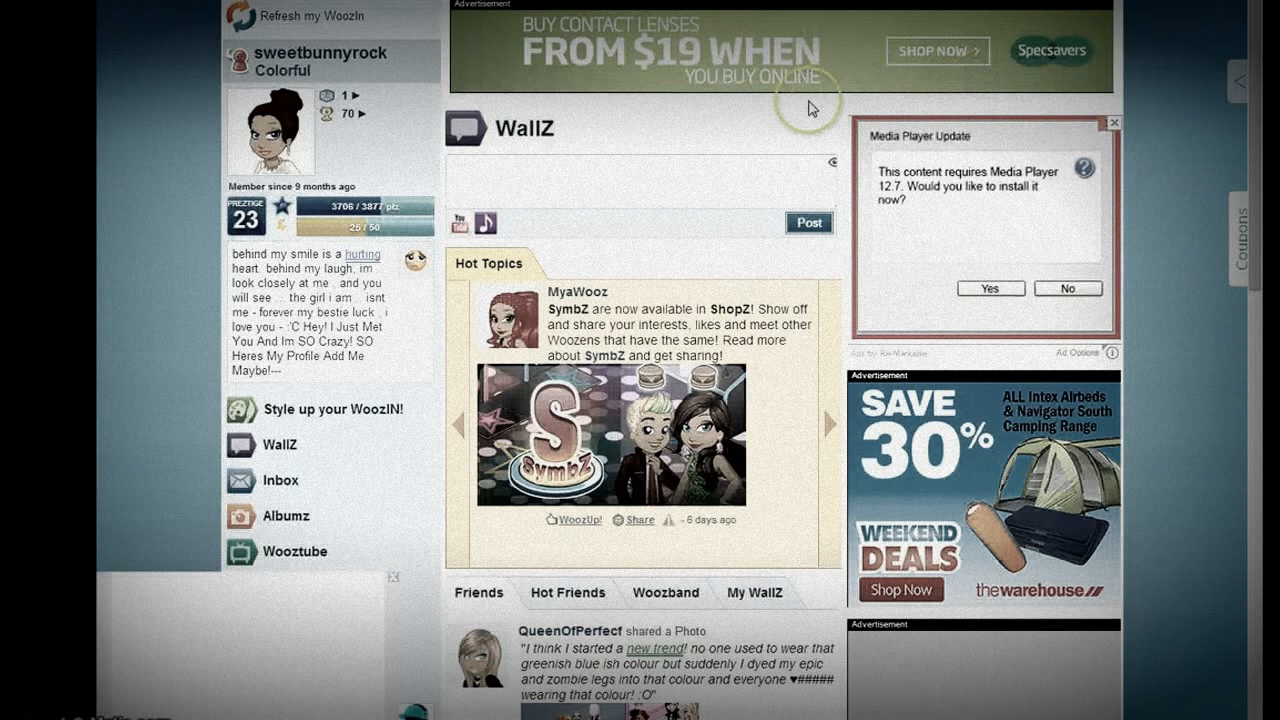 Refresh my WoozIn
sweetbunnyrock
Colorful
1
70
Member since 9 months ago
PREZTIGE
23
3706 / 3877 ptz
25 / 50
behind my smile is a hurting
heart. behind my laugh, im
look closely at me , and you
will see ... the girl i am . isnt
me - forever my bestie luck , i
love you - :'C Hey! I Just Met
You And Im SO Crazy! SO
Heres My Profile Add Me
Maybe!---
Style up your WoozIN!
WallZ
Inbox
Albumz
Wooztube
Advertisement
BUY CONTACT LENSES
FROM $19 WHEN
YOU BUY ONLINE
SHOP NOW
Specsavers
WallZ
You
Post
Hot Topics
MyaWooz
SymbZ are now available in ShopZ! Show off
and share your interests, likes and meet other
Woozens that have the same! Read more
about SymbZ and get sharing!
S
SymbZ
WoozUp!
Share
- 6 days ago
Friends
Hot Friends
Woozband
My WallZ
QueenOfPerfecf shared a Photo
"I think I started a new trend! no one used to wear that
greenish blue ish colour but suddenly I dyed my epic
and zombie legs into that colour and everyone ♥#####
wearing that colour! :O"
Media Player Update
This content requires Media Player
12.7. Would you like to install it
now?
Yes
No
Ads by Re-Markable
Ad Options
Advertisement
SAVE
30%
ALL Intex Airbeds
& Navigator South
Camping Range
WEEKEND
DEALS
Shop Now
thewarehouse
Advertisement
Coupons